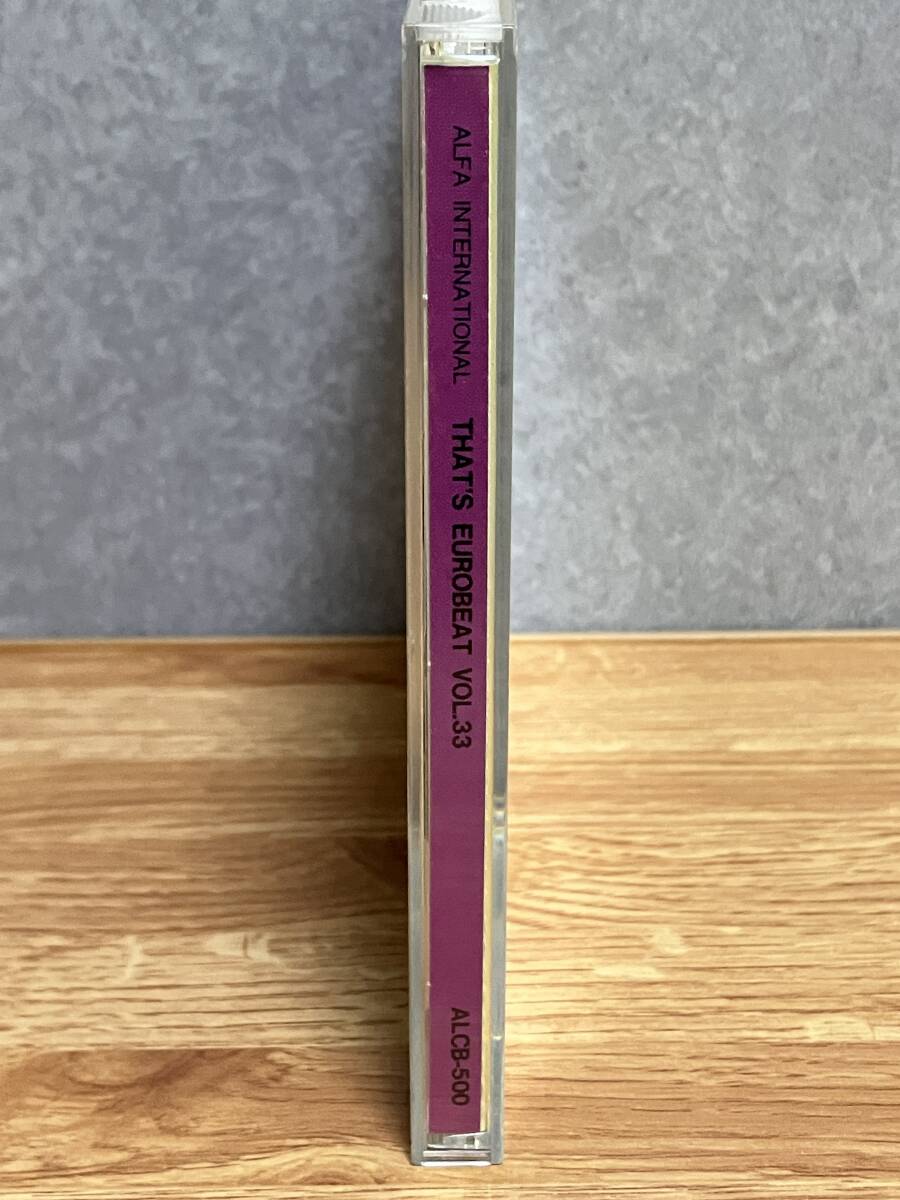 ALFA INTERNATIONAL THAT'S EUROBEAT VOL.33 ALCB-500